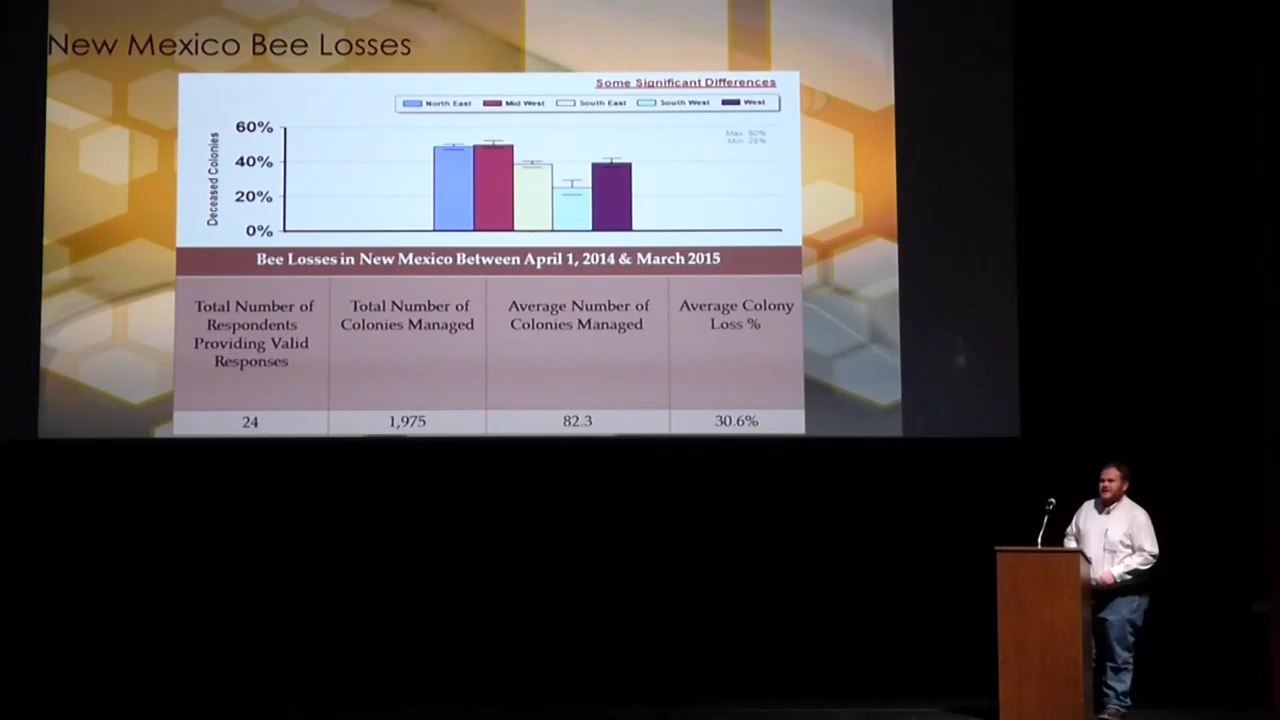 New Mexico Bee Losses
Some Significant Differences
North East Mid West South East South West West
Deceased Colonies
60%
40%
20%
0%
Max: 60%
Bee Losses in New Mexico Between April 1, 2014 & March 2015
Total Number of
Respondents
Providing Valid
Responses
Total Number of
Colonies Managed
Average Number of
Colonies Managed
Average Colony
Loss %
24 1,975 82.3 30.6%